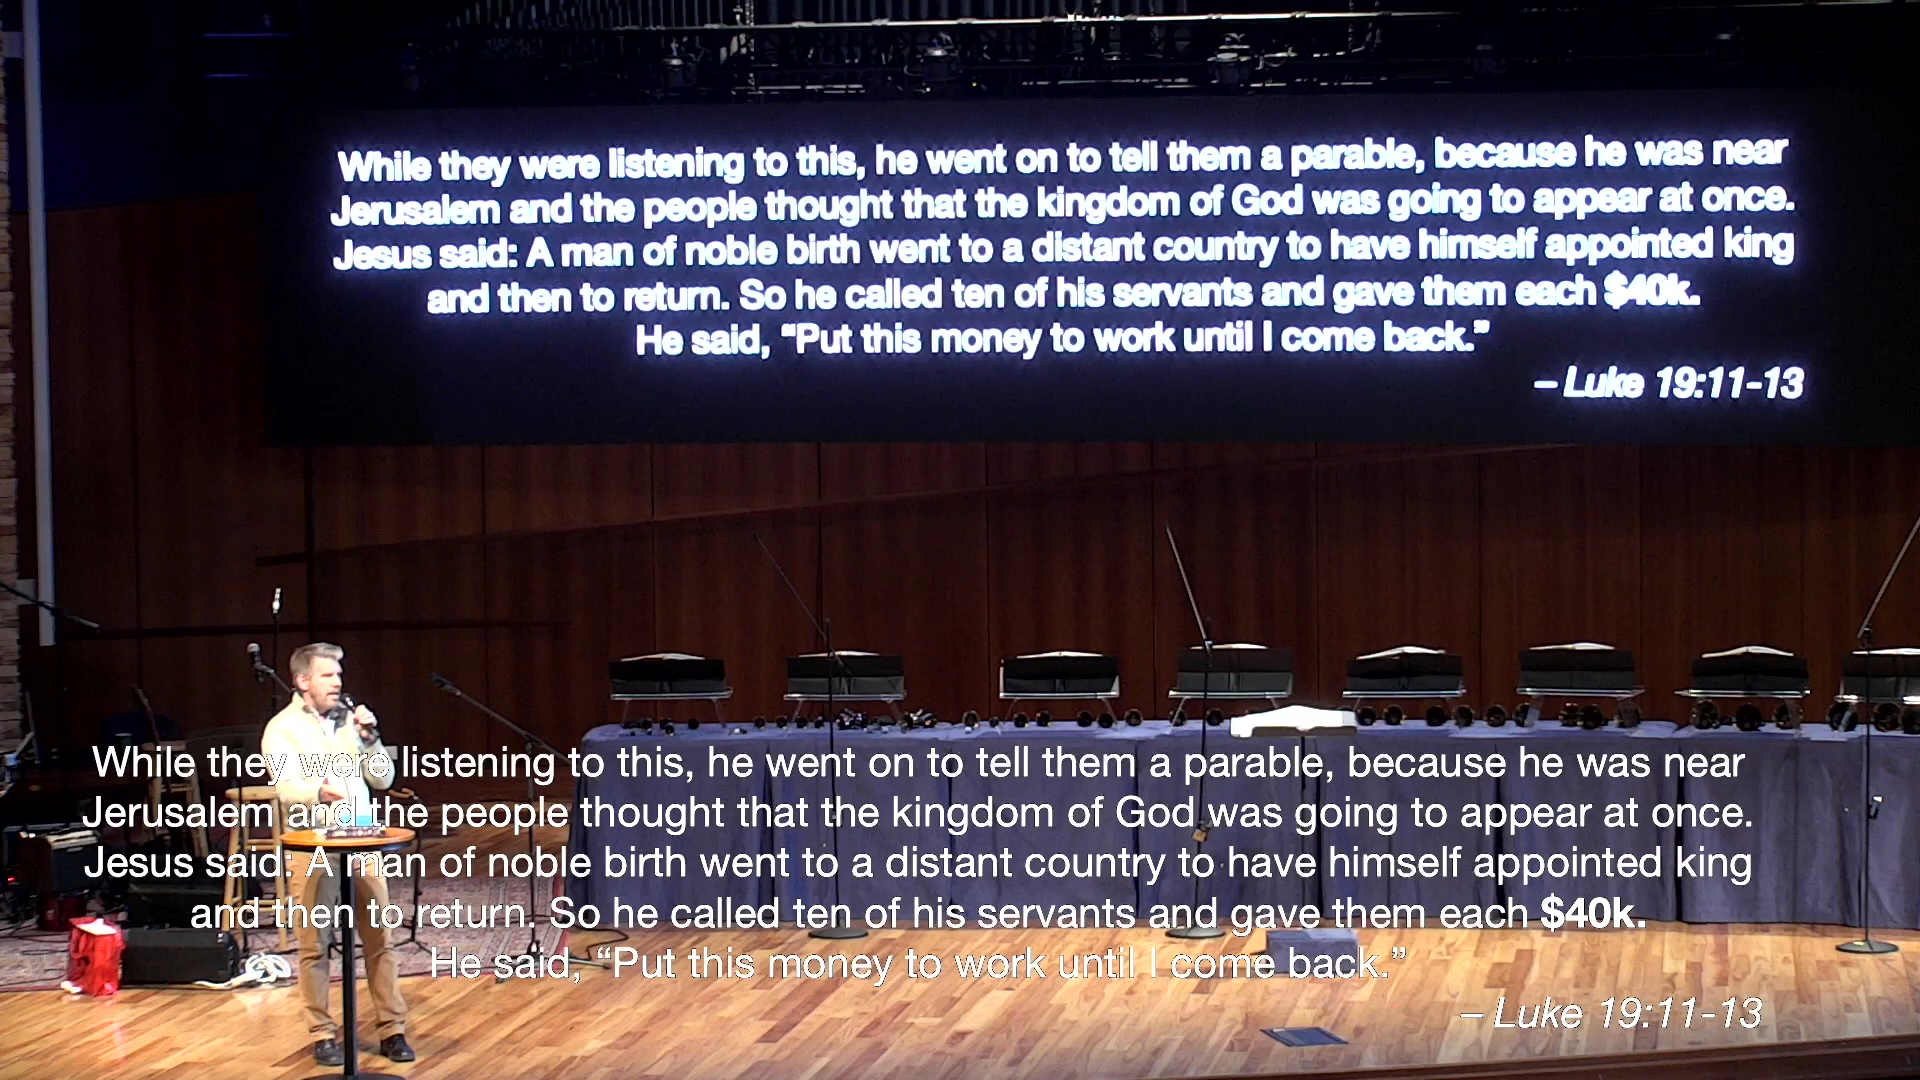 While they were listening to this, he went on to tell them a parable, because he was near
Jerusalem and the people thought that the kingdom of God was going to appear at once.
Jesus said: A man of noble birth went to a distant country to have himself appointed king
and then to return. So he called ten of his servants and gave them each $40k.
He said, “Put this money to work until I come back.”
– Luke 19:11-13
While they were listening to this, he went on to tell them a parable, because he was near
Jerusalem and the people thought that the kingdom of God was going to appear at once.
Jesus said: A man of noble birth went to a distant country to have himself appointed king
and then to return. So he called ten of his servants and gave them each $40k.
He said, “Put this money to work until I come back.”
– Luke 19:11-13